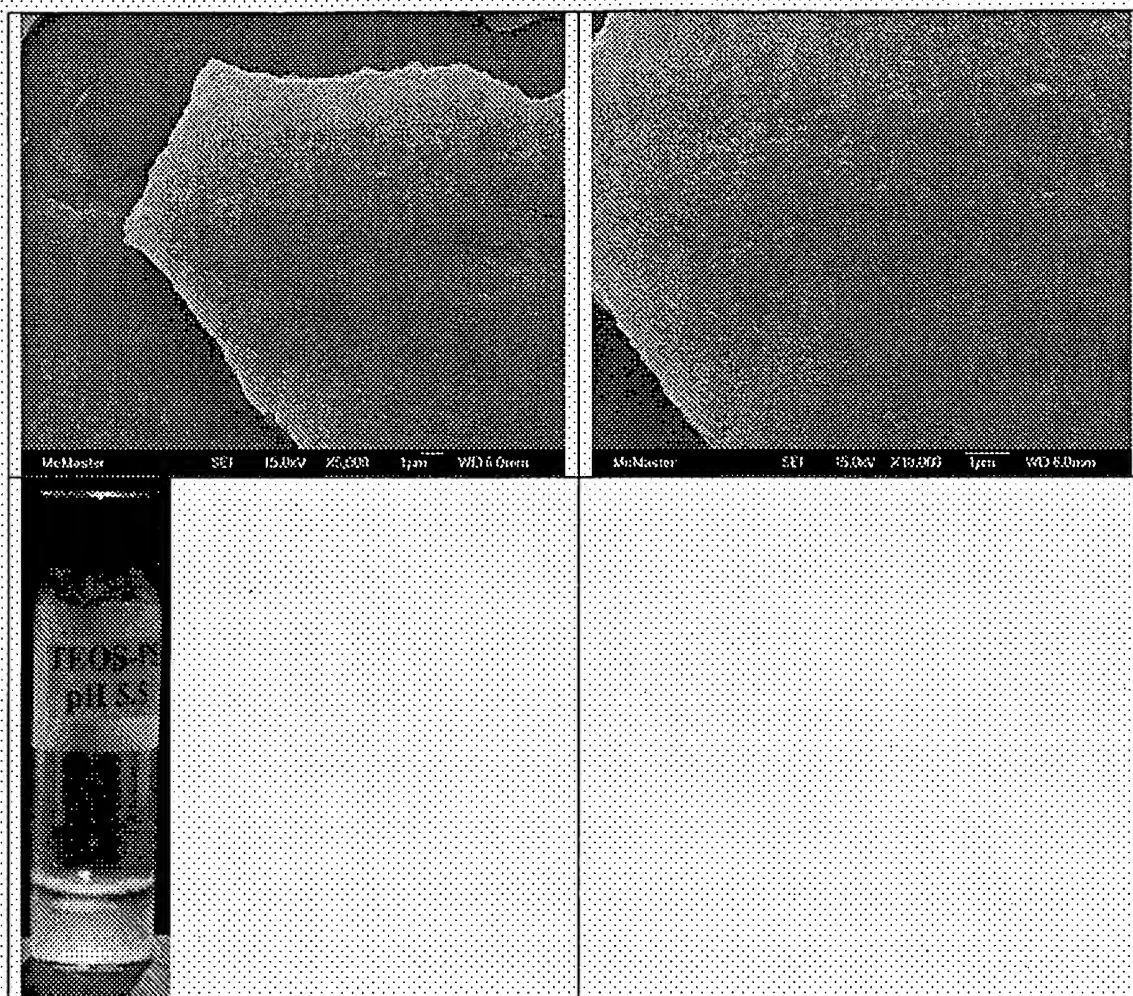 McMaster SEI 15.0kV X5,000 1μm WD 6.0mm
McMaster SEI 15.0kV X10,000 1μm WD 6.0mm
TEOS-
pH 5.5